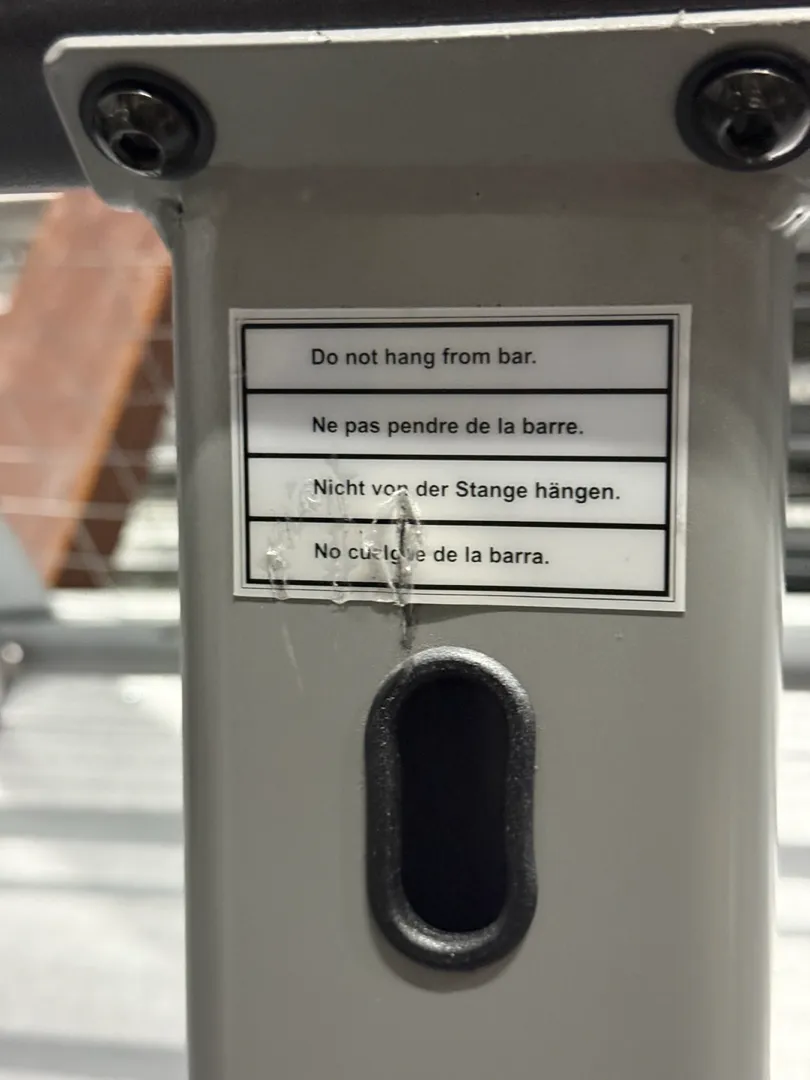 Do not hang from bar.
Ne pas pendre de la barre.
Nicht von der Stange hängen.
No cuelgue de la barra.